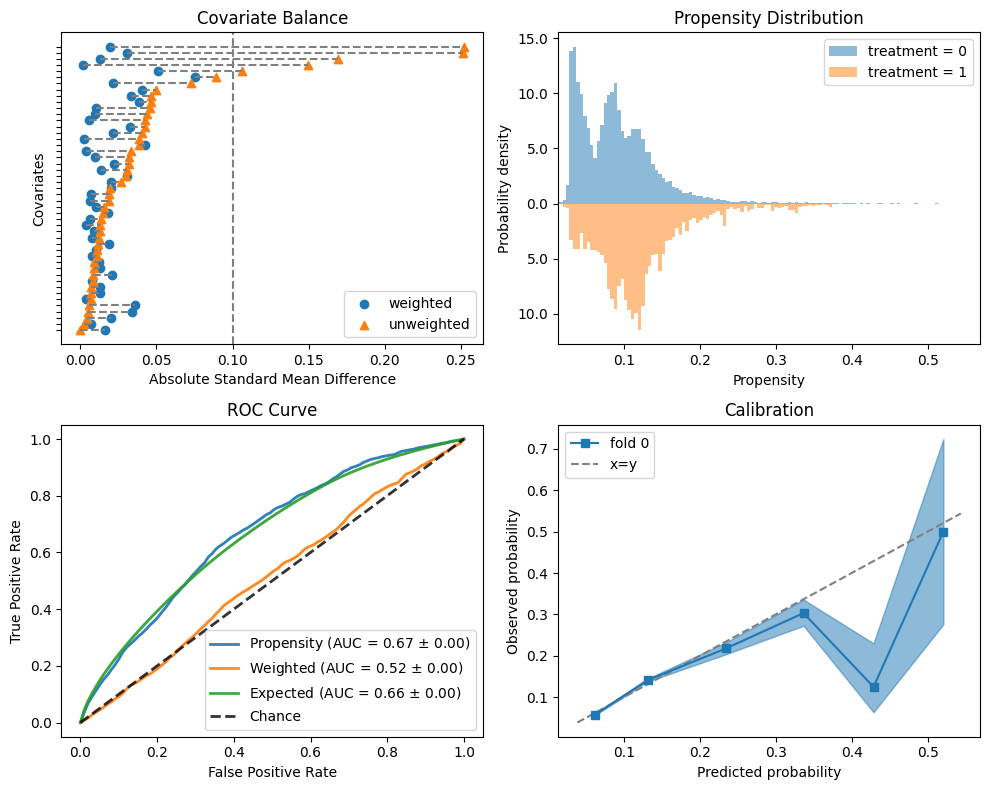 Covariate Balance
Covariates
weighted
unweighted
0.00 0.05 0.10 0.15 0.20 0.25
Absolute Standard Mean Difference
Propensity Distribution
Probability density
15.0
10.0
5.0
0.0
5.0
10.0
treatment = 0
treatment = 1
0.1 0.2 0.3 0.4 0.5
Propensity
ROC Curve
True Positive Rate
1.0
0.8
0.6
0.4
0.2
0.0
Propensity (AUC = 0.67 ± 0.00)
Weighted (AUC = 0.52 ± 0.00)
Expected (AUC = 0.66 ± 0.00)
Chance
0.0 0.2 0.4 0.6 0.8 1.0
False Positive Rate
Calibration
Observed probability
0.7
0.6
0.5
0.4
0.3
0.2
0.1
fold 0
x=y
0.1 0.2 0.3 0.4 0.5
Predicted probability